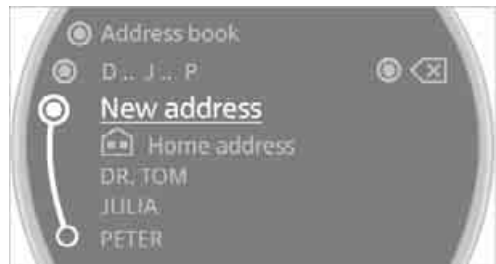 Address book
D .. J .. P
New address
Home address
DR. TOM
JULIA
PETER